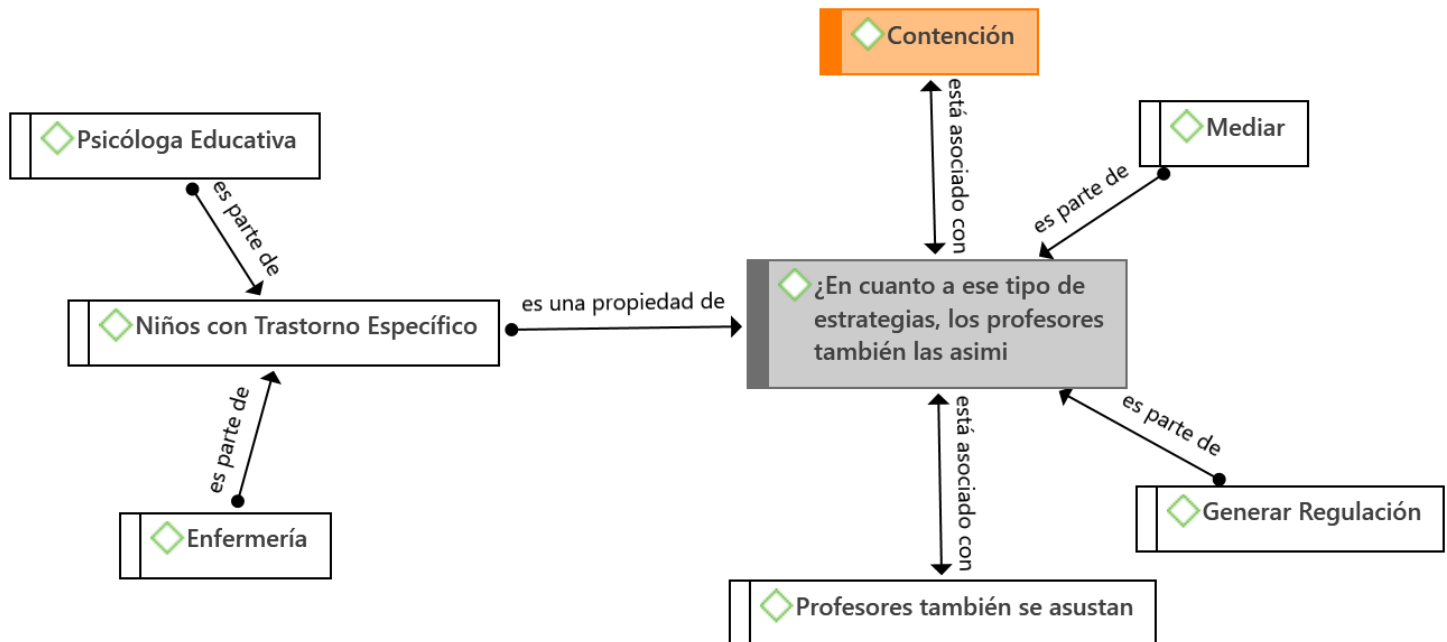 Contención
está asociado con
Mediar
es parte de
Psicóloga Educativa
es parte de
Niños con Trastorno Específico
es una propiedad de
¿En cuanto a ese tipo de
estrategias, los profesores
también las asimi
es parte de
Enfermería
está asociado con
es parte de
Generar Regulación
Profesores también se asustan